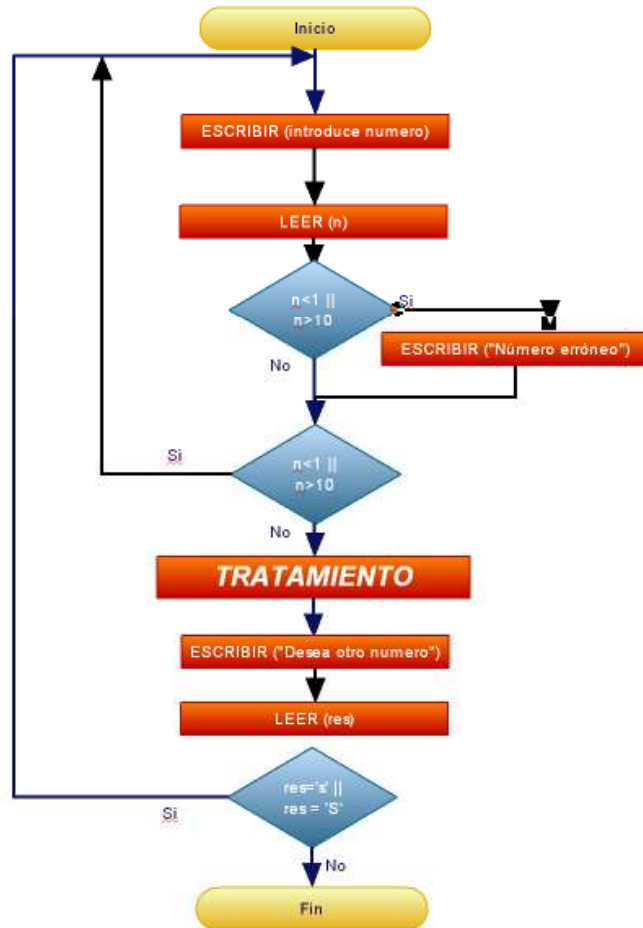 Inicio
ESCRIBIR (introduce numero)
LEER (n)
n<1 ||
n>10
Si
ESCRIBIR ("Número erróneo")
No
n<1 ||
n>10
Si
No
TRATAMIENTO
ESCRIBIR ("Desea otro numero")
LEER (res)
res='s' ||
res = 'S'
Si
No
Fin